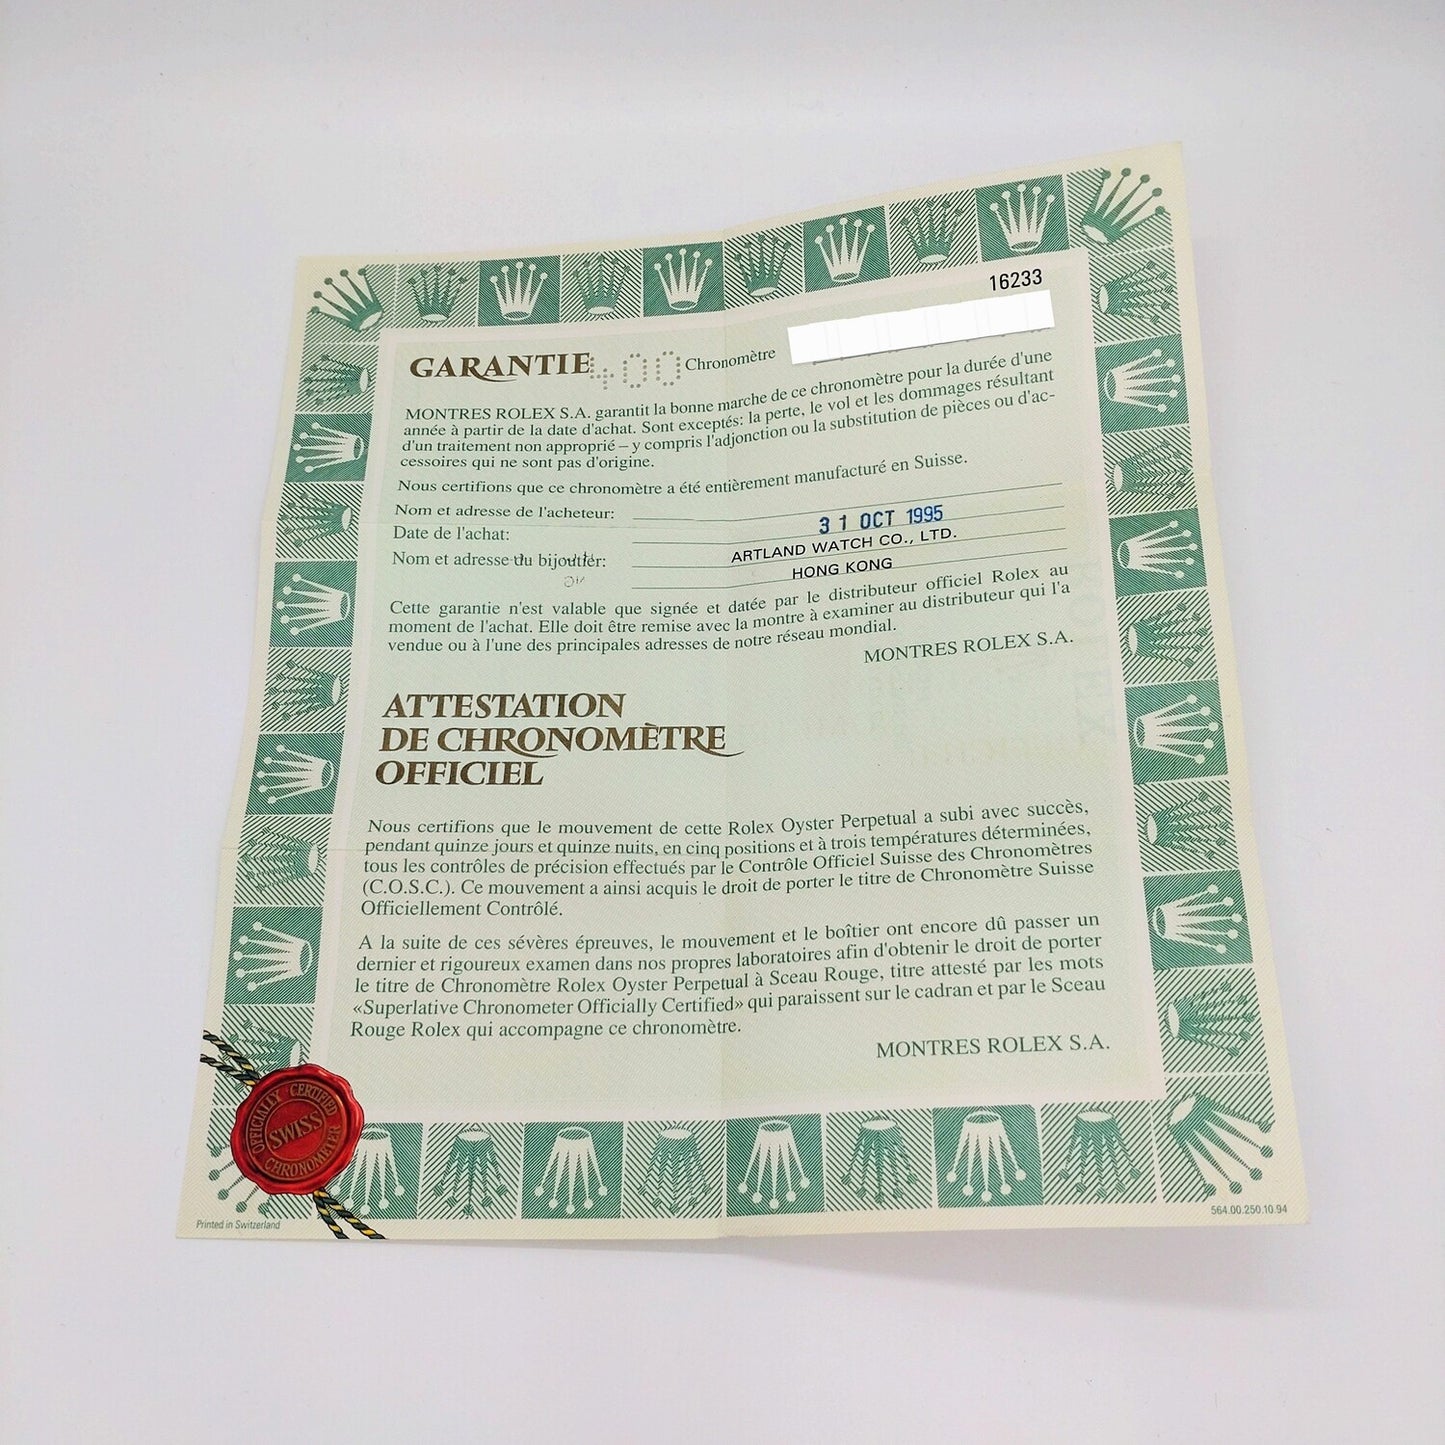 16233
GARANTIE 400 Chronomètre
MONTRES ROLEX S.A. garantit la bonne marche de ce chronomètre pour la durée d'une
année à partir de la date d'achat. Sont exceptés: la perte, le vol et les dommages résultant
d'un traitement non approprié – y compris l'adjonction ou la substitution de pièces ou d'ac-
cessoires qui ne sont pas d'origine.
Nous certifions que ce chronomètre a été entièrement manufacturé en Suisse.
Nom et adresse de l'acheteur:
Date de l'achat: 31 OCT 1995
Nom et adresse du bijoutier: ARTLAND WATCH CO., LTD.
HONG KONG
Cette garantie n'est valable que signée et datée par le distributeur officiel Rolex au
moment de l'achat. Elle doit être remise avec la montre à examiner au distributeur qui l'a
vendue ou à l'une des principales adresses de notre réseau mondial.
MONTRES ROLEX S.A.
ATTESTATION
DE CHRONOMÈTRE
OFFICIEL
Nous certifions que le mouvement de cette Rolex Oyster Perpetual a subi avec succès,
pendant quinze jours et quinze nuits, en cinq positions et à trois températures déterminées,
tous les contrôles de précision effectués par le Contrôle Officiel Suisse des Chronomètres
(C.O.S.C.). Ce mouvement a ainsi acquis le droit de porter le titre de Chronomètre Suisse
Officiellement Contrôlé.
A la suite de ces sévères épreuves, le mouvement et le boîtier ont encore dû passer un
dernier et rigoureux examen dans nos propres laboratoires afin d'obtenir le droit de porter
le titre de Chronomètre Rolex Oyster Perpetual à Sceau Rouge, titre attesté par les mots
«Superlative Chronometer Officially Certified» qui paraissent sur le cadran et par le Sceau
Rouge Rolex qui accompagne ce chronomètre.
MONTRES ROLEX S.A.
OFFICIALLY CERTIFIED
SWISS
CHRONOMETER
Printed in Switzerland
564.00.250.10.94